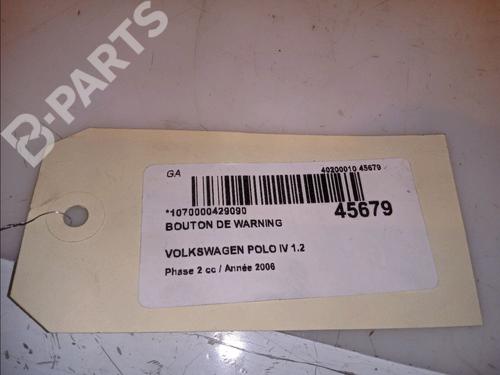 B-PARTS
GA
40200010 45679
*1070000429090
45679
BOUTON DE WARNING
VOLKSWAGEN POLO IV 1.2
Phase 2 cc / Année 2006